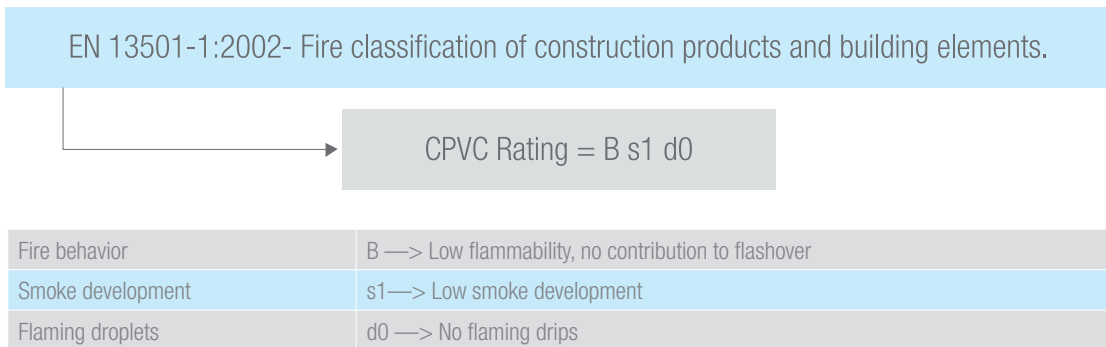 EN 13501-1:2002- Fire classification of construction products and building elements.
CPVC Rating = B s1 d0
Fire behavior B —> Low flammability, no contribution to flashover
Smoke development s1—> Low smoke development
Flaming droplets d0 —> No flaming drips